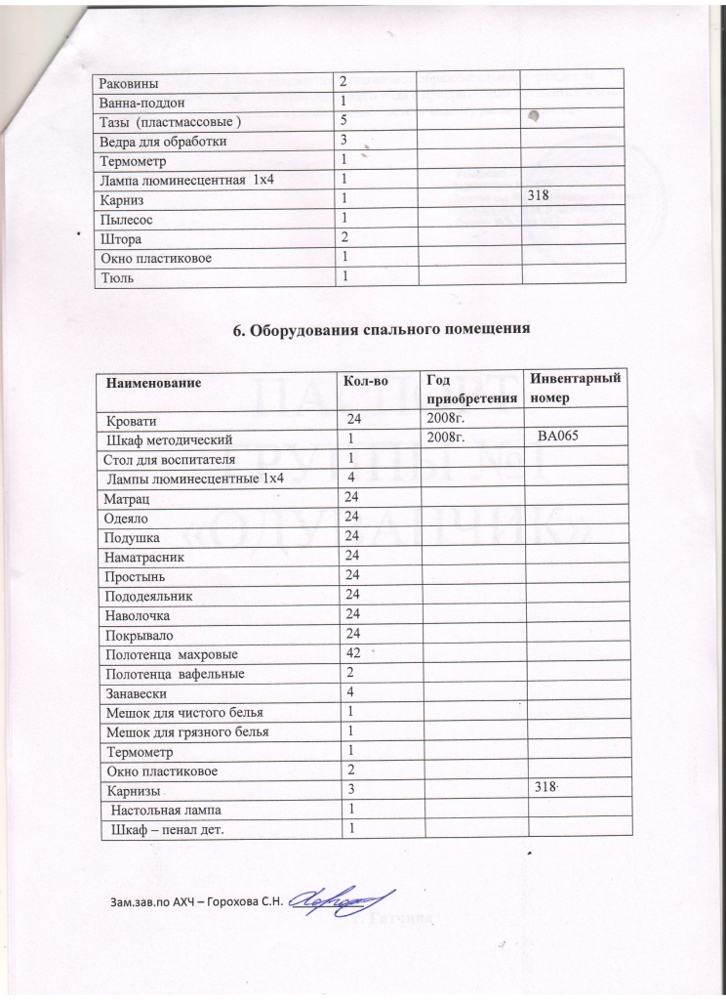 Раковины 2
Ванна-поддон 1
Тазы (пластмассовые ) 5
Ведра для обработки 3
Термометр 1
Лампа люминесцентная 1х4 1
Карниз 1 318
Пылесос 1
Штора 2
Окно пластиковое 1
Тюль 1
6. Оборудования спального помещения
Наименование Кол-во Год приобретения Инвентарный номер
Кровати 24 2008г.
Шкаф методический 1 2008г. ВА065
Стол для воспитателя 1
Лампы люминесцентные 1х4 4
Матрац 24
Одеяло 24
Подушка 24
Наматрасник 24
Простынь 24
Пододеяльник 24
Наволочка 24
Покрывало 24
Полотенца махровые 42
Полотенца вафельные 2
Занавески 4
Мешок для чистого белья 1
Мешок для грязного белья 1
Термометр 1
Окно пластиковое 2
Карнизы 3 318
Настольная лампа 1
Шкаф – пенал дет. 1
Зам.зав.по АХЧ – Горохова С.Н.
ПАСПОРТ
ГРУППЫ №1
«ОДУВАНЧИК»
г. Гатчина